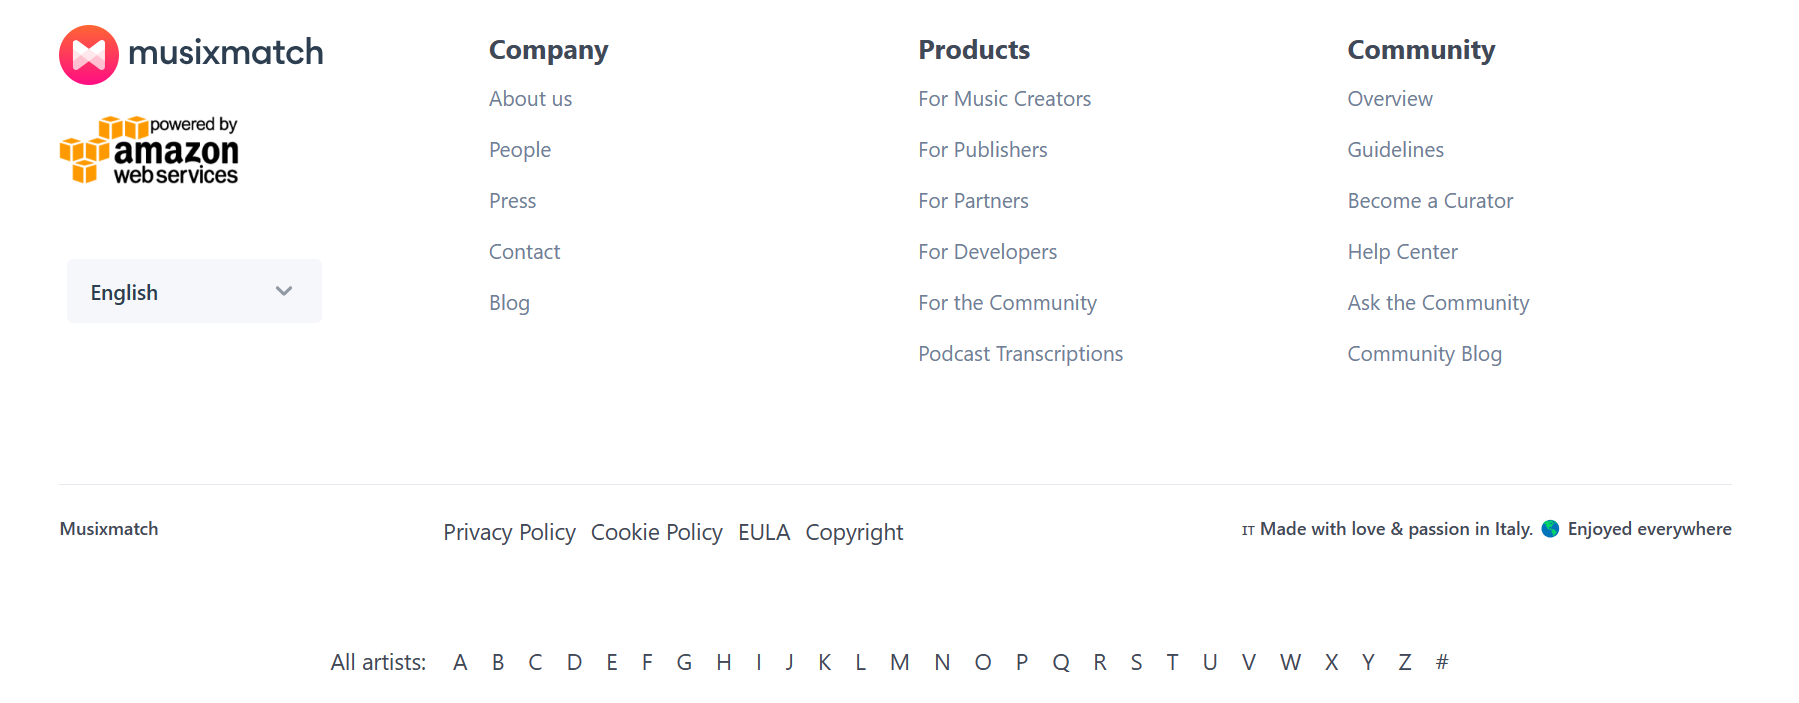 musixmatch
powered by
amazon
web services
English
Company
About us
People
Press
Contact
Blog
Products
For Music Creators
For Publishers
For Partners
For Developers
For the Community
Podcast Transcriptions
Community
Overview
Guidelines
Become a Curator
Help Center
Ask the Community
Community Blog
Musixmatch
Privacy Policy Cookie Policy EULA Copyright
IT Made with love & passion in Italy. 🌎 Enjoyed everywhere
All artists: A B C D E F G H I J K L M N O P Q R S T U V W X Y Z #